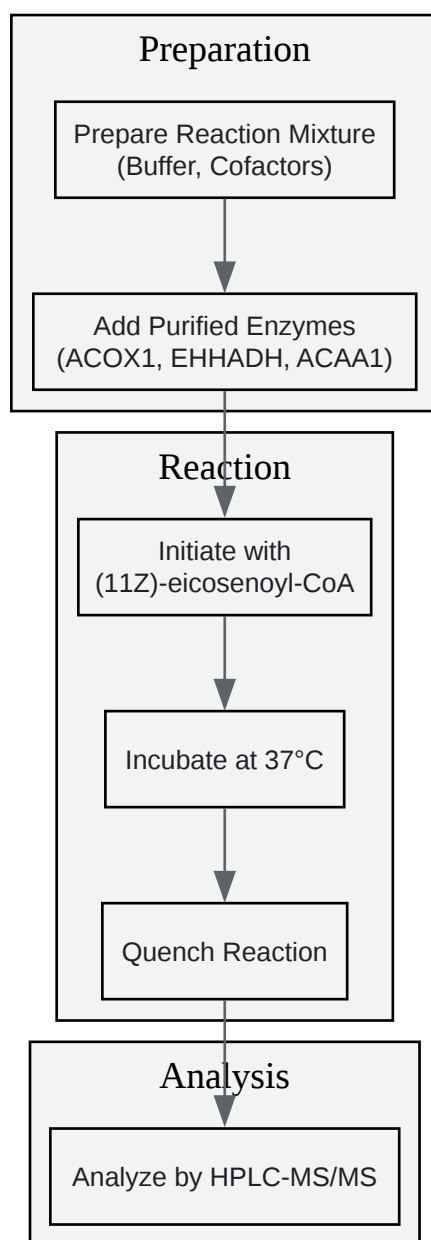 Preparation
Prepare Reaction Mixture
(Buffer, Cofactors)
Add Purified Enzymes
(ACOX1, EHHADH, ACAA1)
Reaction
Initiate with
(11Z)-eicosenoyl-CoA
Incubate at 37°C
Quench Reaction
Analysis
Analyze by HPLC-MS/MS